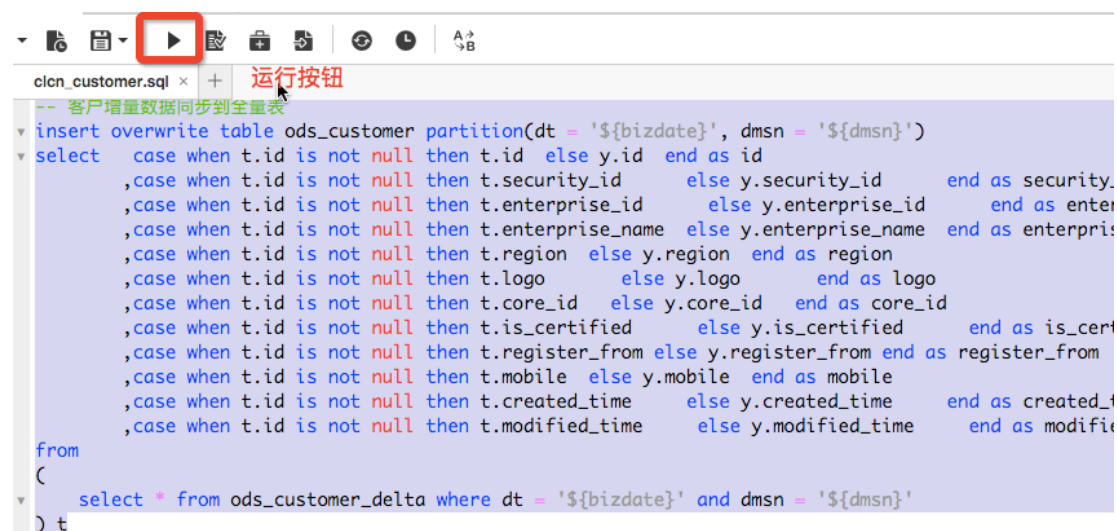 A
B
clcn_customer.sql × +
运行按钮
-- 客户增量数据同步到全量表
insert overwrite table ods_customer partition(dt = '${bizdate}', dmsn = '${dmsn}')
select case when t.id is not null then t.id else y.id end as id
,case when t.id is not null then t.security_id else y.security_id end as security_
,case when t.id is not null then t.enterprise_id else y.enterprise_id end as enter
,case when t.id is not null then t.enterprise_name else y.enterprise_name end as enterpris
,case when t.id is not null then t.region else y.region end as region
,case when t.id is not null then t.logo else y.logo end as logo
,case when t.id is not null then t.core_id else y.core_id end as core_id
,case when t.id is not null then t.is_certified else y.is_certified end as is_cert
,case when t.id is not null then t.register_from else y.register_from end as register_from
,case when t.id is not null then t.mobile else y.mobile end as mobile
,case when t.id is not null then t.created_time else y.created_time end as created_t
,case when t.id is not null then t.modified_time else y.modified_time end as modifie
from
(
select * from ods_customer_delta where dt = '${bizdate}' and dmsn = '${dmsn}'
) t